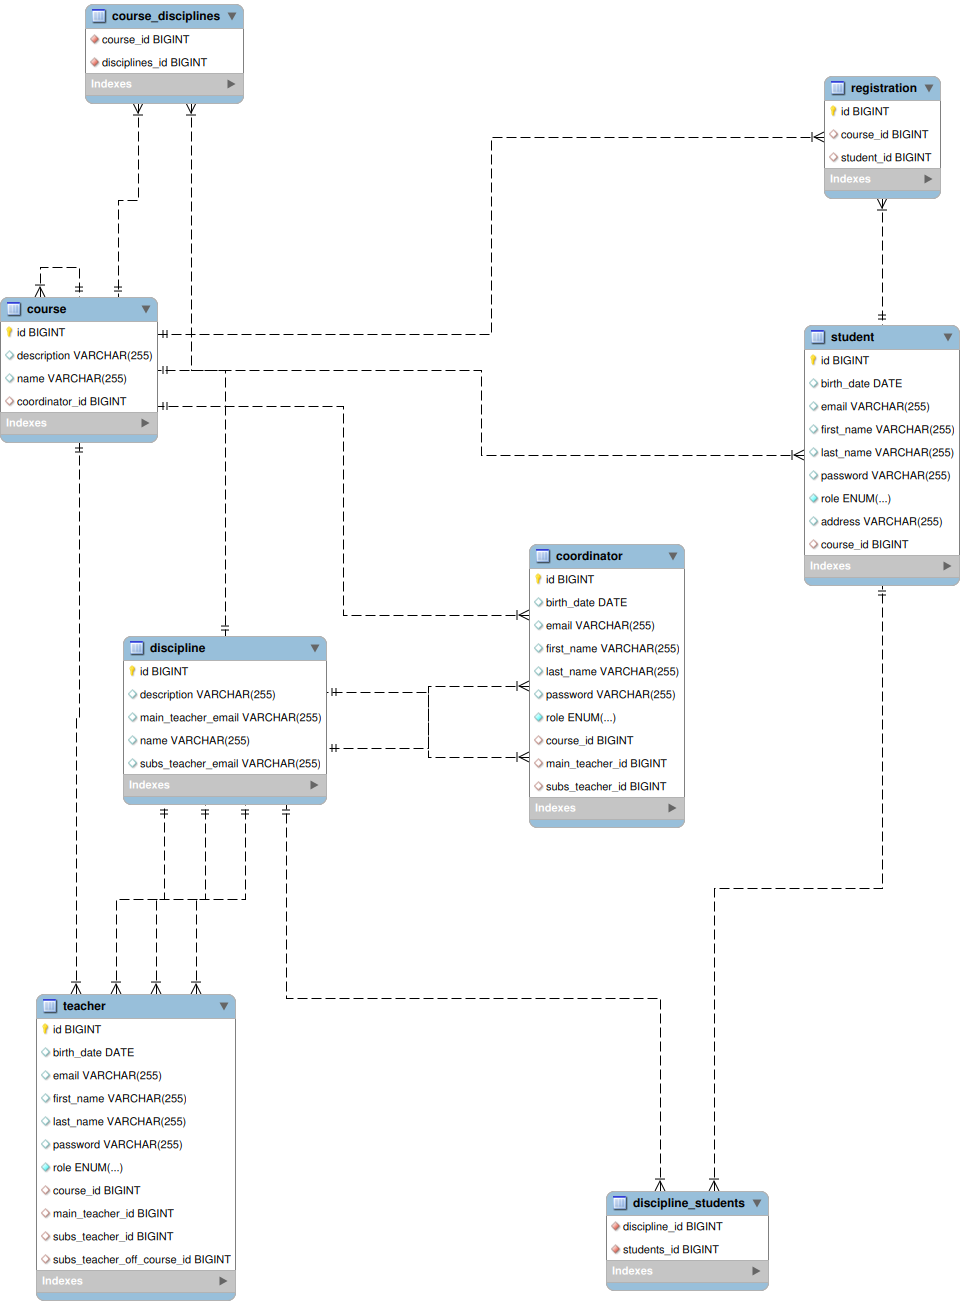 course_disciplines
course_id BIGINT
disciplines_id BIGINT
Indexes
registration
id BIGINT
course_id BIGINT
student_id BIGINT
Indexes
course
id BIGINT
description VARCHAR(255)
name VARCHAR(255)
coordinator_id BIGINT
Indexes
student
id BIGINT
birth_date DATE
email VARCHAR(255)
first_name VARCHAR(255)
last_name VARCHAR(255)
password VARCHAR(255)
role ENUM(...)
address VARCHAR(255)
course_id BIGINT
Indexes
coordinator
id BIGINT
birth_date DATE
email VARCHAR(255)
first_name VARCHAR(255)
last_name VARCHAR(255)
password VARCHAR(255)
role ENUM(...)
course_id BIGINT
main_teacher_id BIGINT
subs_teacher_id BIGINT
Indexes
discipline
id BIGINT
description VARCHAR(255)
main_teacher_email VARCHAR(255)
name VARCHAR(255)
subs_teacher_email VARCHAR(255)
Indexes
teacher
id BIGINT
birth_date DATE
email VARCHAR(255)
first_name VARCHAR(255)
last_name VARCHAR(255)
password VARCHAR(255)
role ENUM(...)
course_id BIGINT
main_teacher_id BIGINT
subs_teacher_id BIGINT
subs_teacher_off_course_id BIGINT
Indexes
discipline_students
discipline_id BIGINT
students_id BIGINT
Indexes